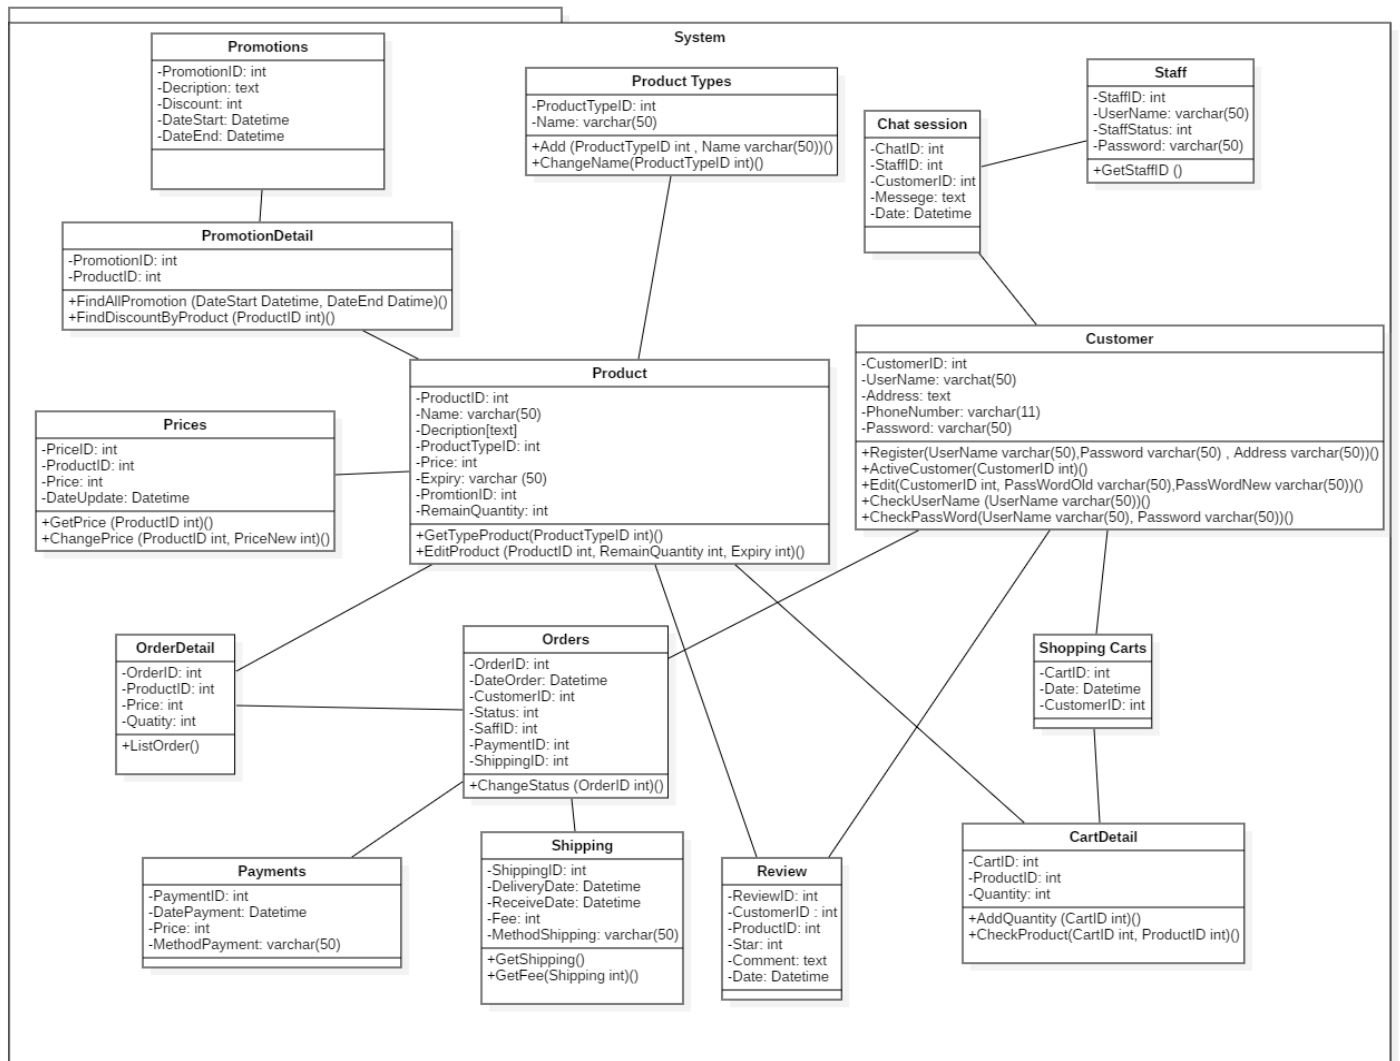 System
Promotions
-PromotionID: int
-Decription: text
-Discount: int
-DateStart: Datetime
-DateEnd: Datetime
Product Types
-ProductTypeID: int
-Name: varchar(50)
+Add (ProductTypeID int , Name varchar(50))()
+ChangeName(ProductTypeID int)()
Chat session
-ChatID: int
-StaffID: int
-CustomerID: int
-Messege: text
-Date: Datetime
Staff
-StaffID: int
-UserName: varchar(50)
-StaffStatus: int
-Password: varchar(50)
+GetStaffID ()
PromotionDetail
-PromotionID: int
-ProductID: int
+FindAllPromotion (DateStart Datetime, DateEnd Datime)()
+FindDiscountByProduct (ProductID int)()
Prices
-PriceID: int
-ProductID: int
-Price: int
-DateUpdate: Datetime
+GetPrice (ProductID int)()
+ChangePrice (ProductID int, PriceNew int)()
Product
-ProductID: int
-Name: varchar(50)
-Decription[text]
-ProductTypeID: int
-Price: int
-Expiry: varchar (50)
-PromtionID: int
-RemainQuantity: int
+GetTypeProduct(ProductTypeID int)()
+EditProduct (ProductID int, RemainQuantity int, Expiry int)()
Customer
-CustomerID: int
-UserName: varchat(50)
-Address: text
-PhoneNumber: varchar(11)
-Password: varchar(50)
+Register(UserName varchar(50),Password varchar(50) , Address varchar(50))()
+ActiveCustomer(CustomerID int)()
+Edit(CustomerID int, PassWordOld varchar(50),PassWordNew varchar(50))()
+CheckUserName (UserName varchar(50))()
+CheckPassWord(UserName varchar(50), Password varchar(50))()
OrderDetail
-OrderID: int
-ProductID: int
-Price: int
-Quatity: int
+ListOrder()
Orders
-OrderID: int
-DateOrder: Datetime
-CustomerID: int
-Status: int
-SaffID: int
-PaymentID: int
-ShippingID: int
+ChangeStatus (OrderID int)()
Shopping Carts
-CartID: int
-Date: Datetime
-CustomerID: int
Payments
-PaymentID: int
-DatePayment: Datetime
-Price: int
-MethodPayment: varchar(50)
Shipping
-ShippingID: int
-DeliveryDate: Datetime
-ReceiveDate: Datetime
-Fee: int
-MethodShipping: varchar(50)
+GetShipping()
+GetFee(Shipping int)()
Review
-ReviewID: int
-CustomerID : int
-ProductID: int
-Star: int
-Comment: text
-Date: Datetime
CartDetail
-CartID: int
-ProductID: int
-Quantity: int
+AddQuantity (CartID int)()
+CheckProduct(CartID int, ProductID int)()